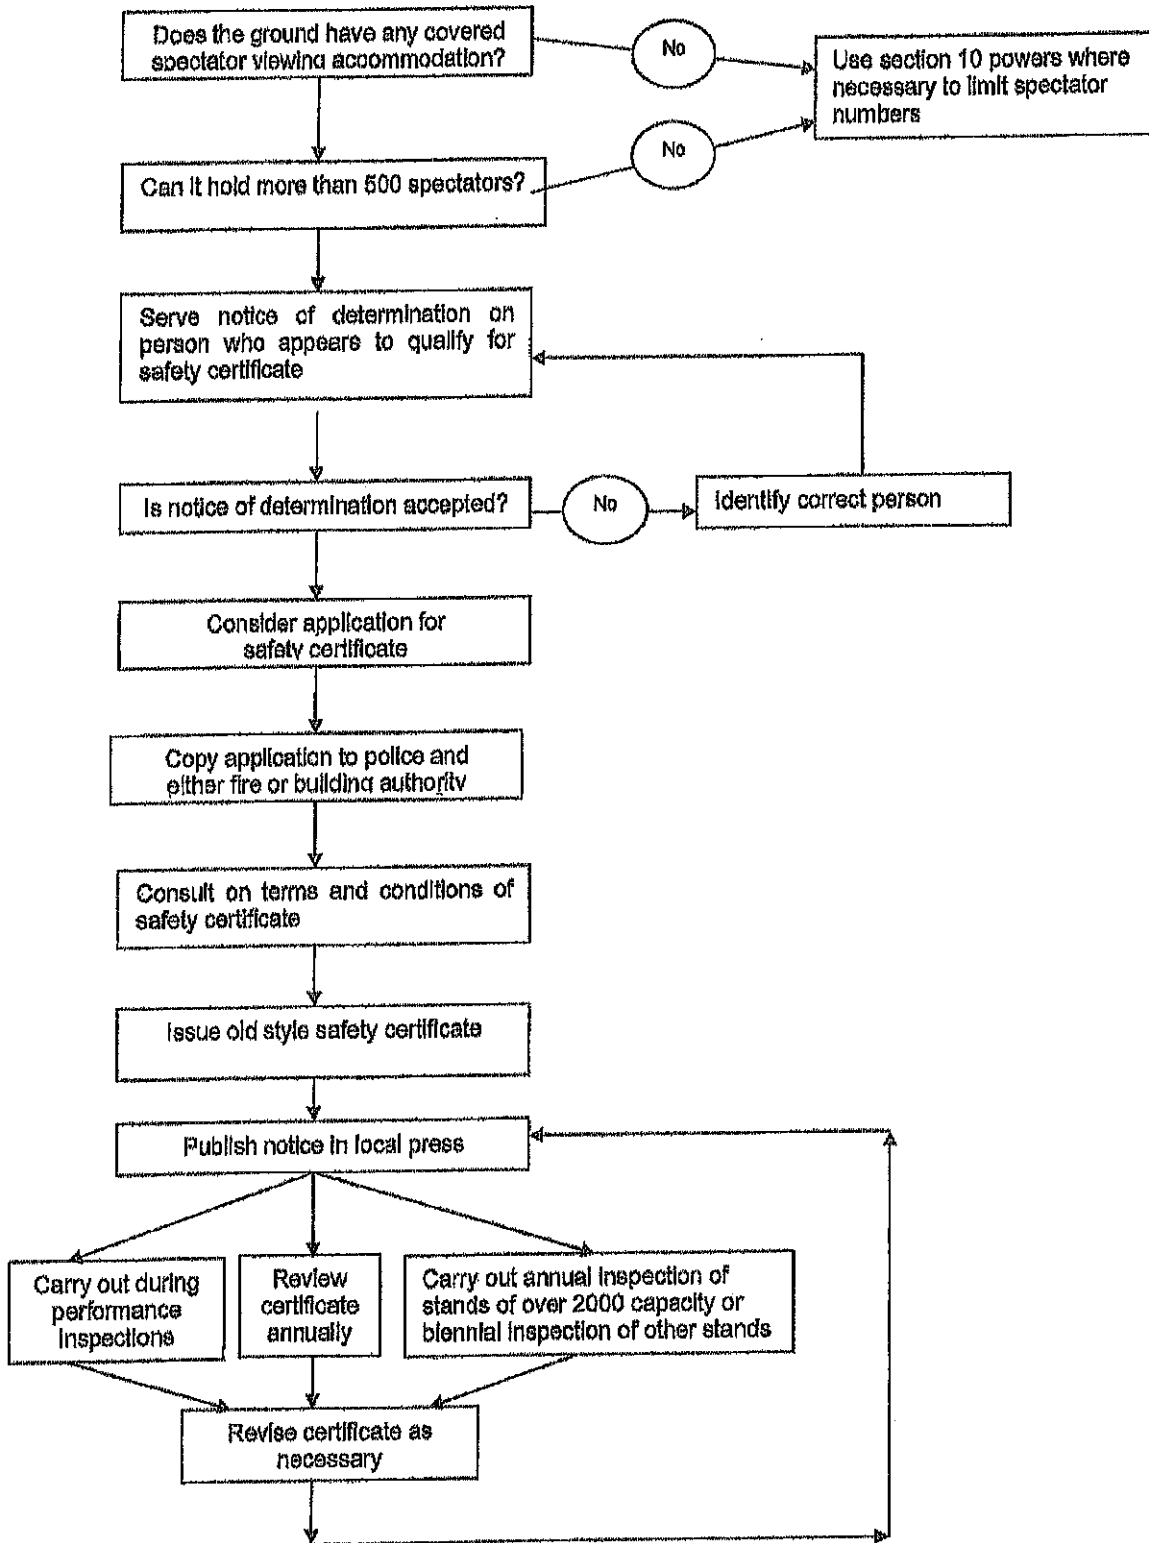 Does the ground have any covered
spectator viewing accommodation?
No
Use section 10 powers where
necessary to limit spectator
numbers
No
Can it hold more than 500 spectators?
Serve notice of determination on
person who appears to qualify for
safety certificate
Is notice of determination accepted?
No
Identify correct person
Consider application for
safety certificate
Copy application to police and
either fire or building authority
Consult on terms and conditions of
safety certificate
Issue old style safety certificate
Publish notice in local press
Carry out during
performance
inspections
Review
certificate
annually
Carry out annual inspection of
stands of over 2000 capacity or
biennial inspection of other stands
Revise certificate as
necessary